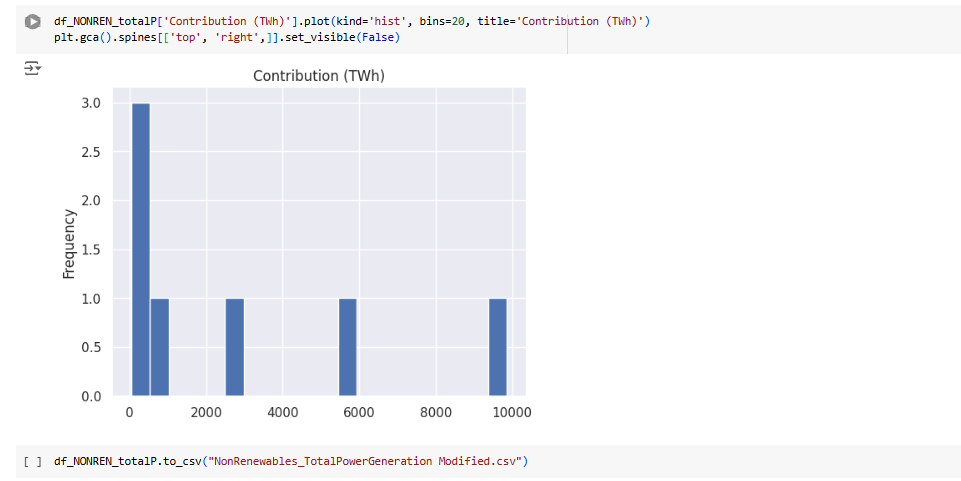 df_NONREN_totalP['Contribution (TWh)'].plot(kind='hist', bins=20, title='Contribution (TWh)')
plt.gca().spines[['top', 'right',]].set_visible(False)
Contribution (TWh)
3.0
2.5
2.0
1.5
1.0
0.5
0.0
Frequency
0 2000 4000 6000 8000 10000
[ ] df_NONREN_totalP.to_csv("NonRenewables_TotalPowerGeneration Modified.csv")